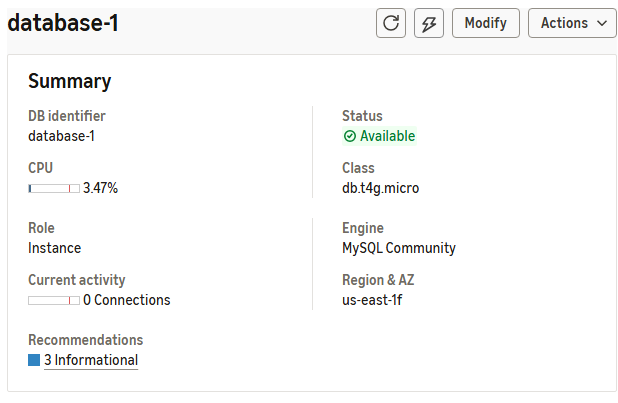 database-1
Modify
Actions
Summary
DB identifier
database-1
Status
Available
CPU
3.47%
Class
db.t4g.micro
Role
Instance
Engine
MySQL Community
Current activity
0 Connections
Region & AZ
us-east-1f
Recommendations
3 Informational